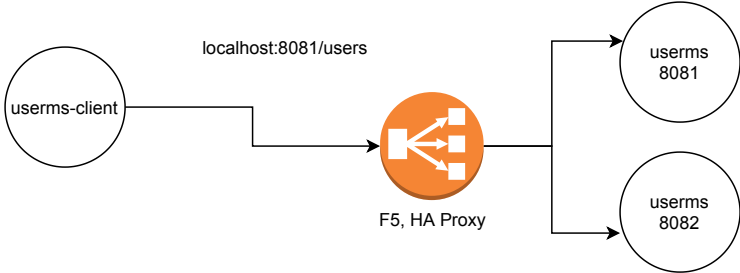 localhost:8081/users
userms-client
userms
8081
F5, HA Proxy
userms
8082